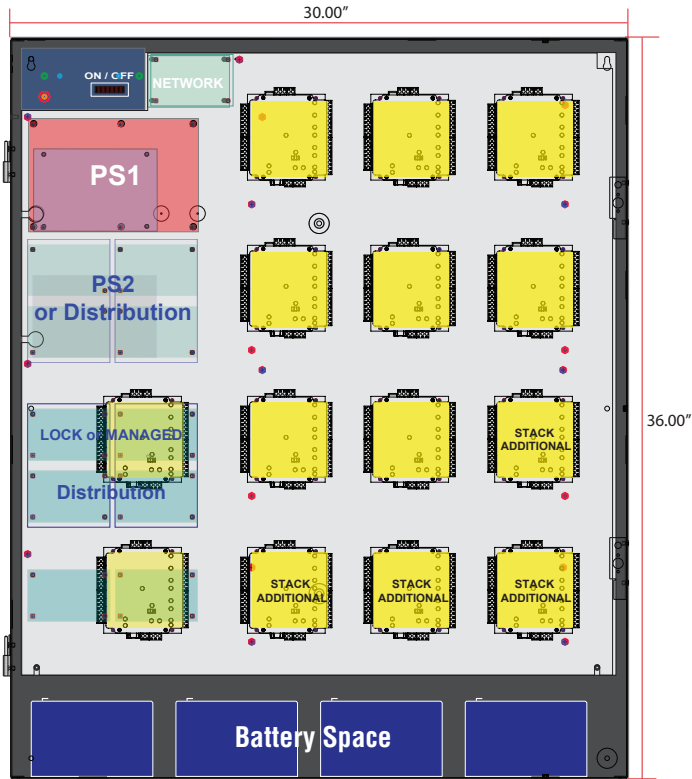 30.00”
ON / OFF
NETWORK
PS1
PS2
or Distribution
36.00”
LOCK or MANAGED
STACK
ADDITIONAL
Distribution
STACK
ADDITIONAL
STACK
ADDITIONAL
STACK
ADDITIONAL
Battery Space